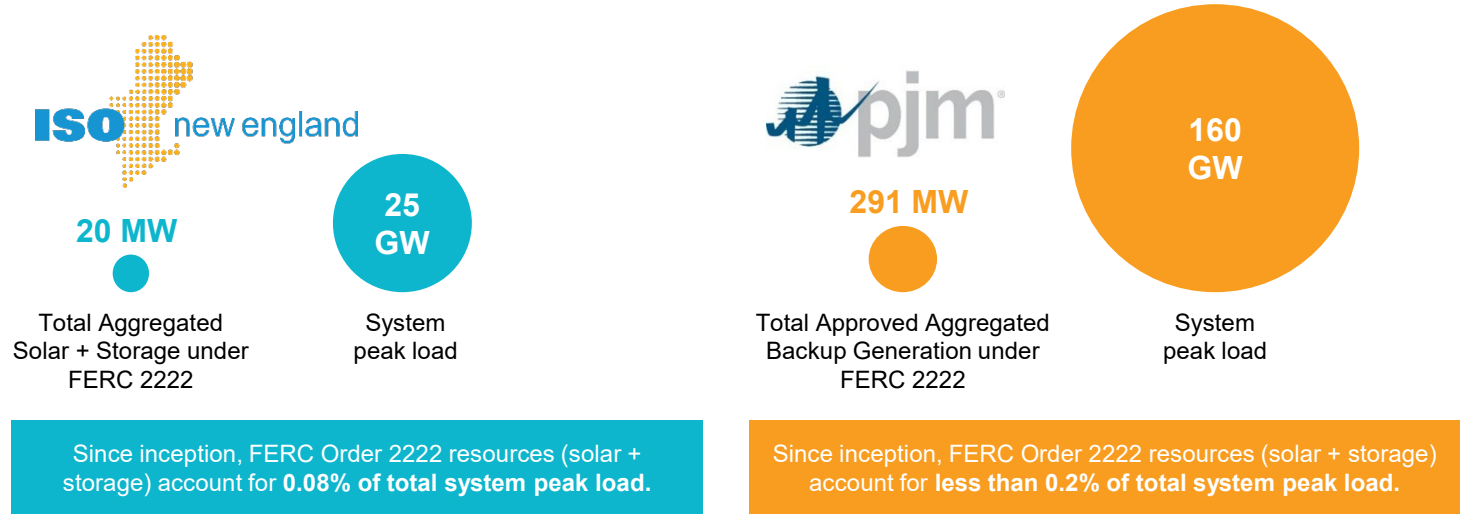 ISO new england
20 MW
25
GW
Total Aggregated
Solar + Storage under
FERC 2222
System
peak load
Since inception, FERC Order 2222 resources (solar +
storage) account for 0.08% of total system peak load.
pjm®
291 MW
160
GW
Total Approved Aggregated
Backup Generation under
FERC 2222
System
peak load
Since inception, FERC Order 2222 resources (solar + storage)
account for less than 0.2% of total system peak load.